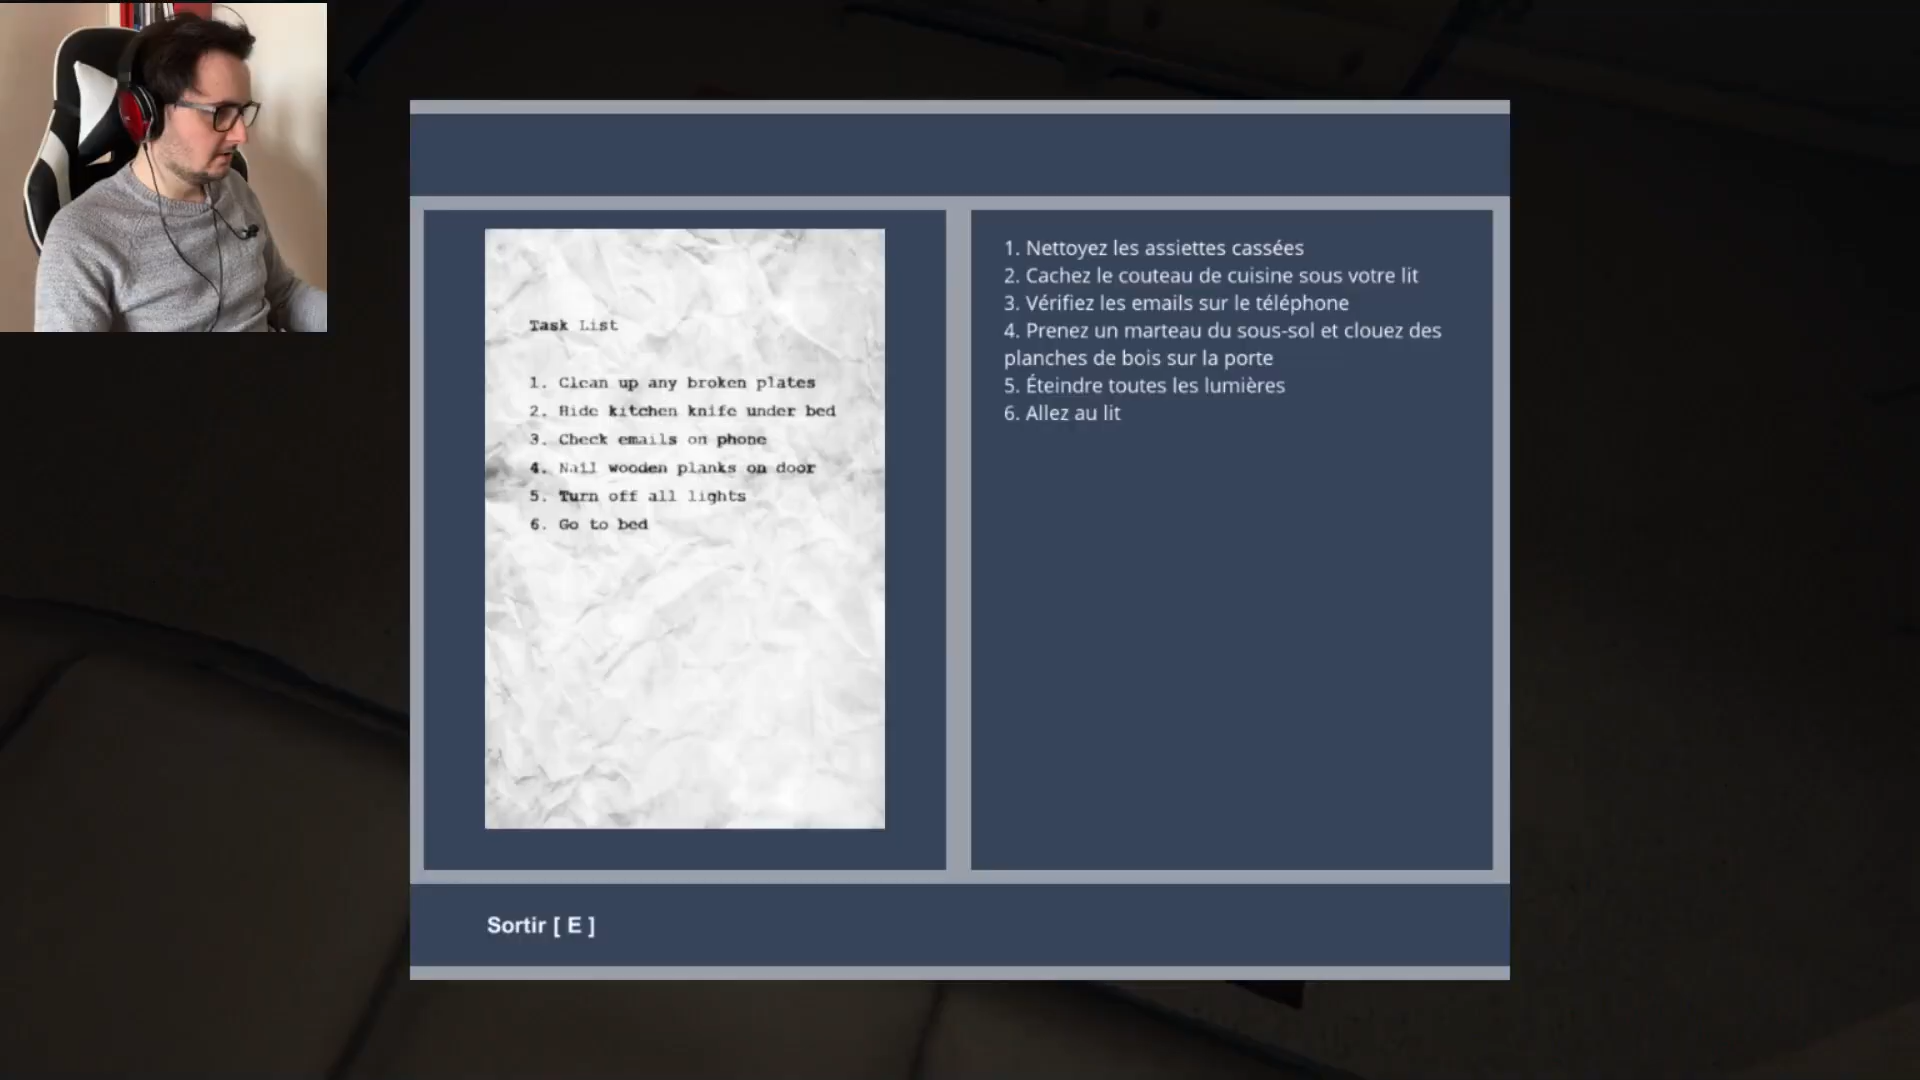 Task List
1. Clean up any broken plates
2. Hide kitchen knife under bed
3. Check emails on phone
4. Nail wooden planks on door
5. Turn off all lights
6. Go to bed
1. Nettoyez les assiettes cassées
2. Cachez le couteau de cuisine sous votre lit
3. Vérifiez les emails sur le téléphone
4. Prenez un marteau du sous-sol et clouez des
planches de bois sur la porte
5. Éteindre toutes les lumières
6. Allez au lit
Sortir [ E ]